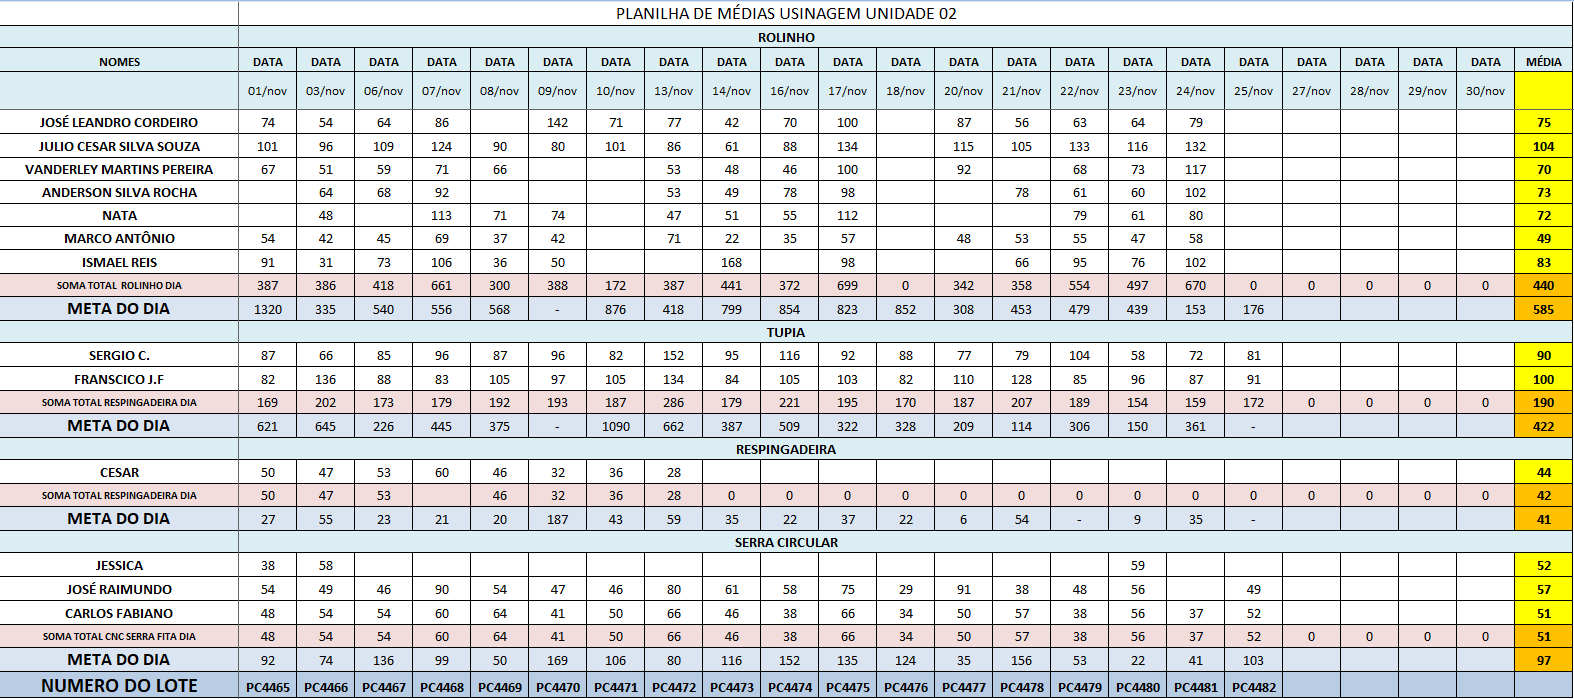 PLANILHA DE MÉDIAS USINAGEM UNIDADE 02
ROLINHO
NOMES DATA DATA DATA DATA DATA DATA DATA DATA DATA DATA DATA DATA DATA DATA DATA DATA DATA DATA DATA DATA DATA DATA MÉDIA
01/nov 03/nov 06/nov 07/nov 08/nov 09/nov 10/nov 13/nov 14/nov 16/nov 17/nov 18/nov 20/nov 21/nov 22/nov 23/nov 24/nov 25/nov 27/nov 28/nov 29/nov 30/nov
JOSÉ LEANDRO CORDEIRO 74 54 64 86 142 71 77 42 70 100 87 56 63 64 79 75
JULIO CESAR SILVA SOUZA 101 96 109 124 90 80 101 86 61 88 134 115 105 133 116 132 104
VANDERLEY MARTINS PEREIRA 67 51 59 71 66 53 48 46 100 92 68 73 117 70
ANDERSON SILVA ROCHA 64 68 92 53 49 78 98 78 61 60 102 73
NATA 48 113 71 74 47 51 55 112 79 61 80 72
MARCO ANTÔNIO 54 42 45 69 37 42 71 22 35 57 48 53 55 47 58 49
ISMAEL REIS 91 31 73 106 36 50 168 98 66 95 76 102 83
SOMA TOTAL ROLINHO DIA 387 386 418 661 300 388 172 387 441 372 699 0 342 358 554 497 670 0 0 0 0 0 440
META DO DIA 1320 335 540 556 568 - 876 418 799 854 823 852 308 453 479 439 153 176 585
TUPIA
SERGIO C. 87 66 85 96 87 96 82 152 95 116 92 88 77 79 104 58 72 81 90
FRANSCICO J.F 82 136 88 83 105 97 105 134 84 105 103 82 110 128 85 96 87 91 100
SOMA TOTAL RESPINGADEIRA DIA 169 202 173 179 192 193 187 286 179 221 195 170 187 207 189 154 159 172 0 0 0 0 190
META DO DIA 621 645 226 445 375 - 1090 662 387 509 322 328 209 114 306 150 361 - 422
RESPINGADEIRA
CESAR 50 47 53 60 46 32 36 28 44
SOMA TOTAL RESPINGADEIRA DIA 50 47 53 46 32 36 28 0 0 0 0 0 0 0 0 0 0 0 0 0 0 42
META DO DIA 27 55 23 21 20 187 43 59 35 22 37 22 6 54 - 9 35 - 41
SERRA CIRCULAR
JESSICA 38 58 59 52
JOSÉ RAIMUNDO 54 49 46 90 54 47 46 80 61 58 75 29 91 38 48 56 49 57
CARLOS FABIANO 48 54 54 60 64 41 50 66 46 38 66 34 50 57 38 56 37 52 51
SOMA TOTAL CNC SERRA FITA DIA 48 54 54 60 64 41 50 66 46 38 66 34 50 57 38 56 37 52 0 0 0 0 51
META DO DIA 92 74 136 99 50 169 106 80 116 152 135 124 35 156 53 22 41 103 97
NUMERO DO LOTE PC4465 PC4466 PC4467 PC4468 PC4469 PC4470 PC4471 PC4472 PC4473 PC4474 PC4475 PC4476 PC4477 PC4478 PC4479 PC4480 PC4481 PC4482